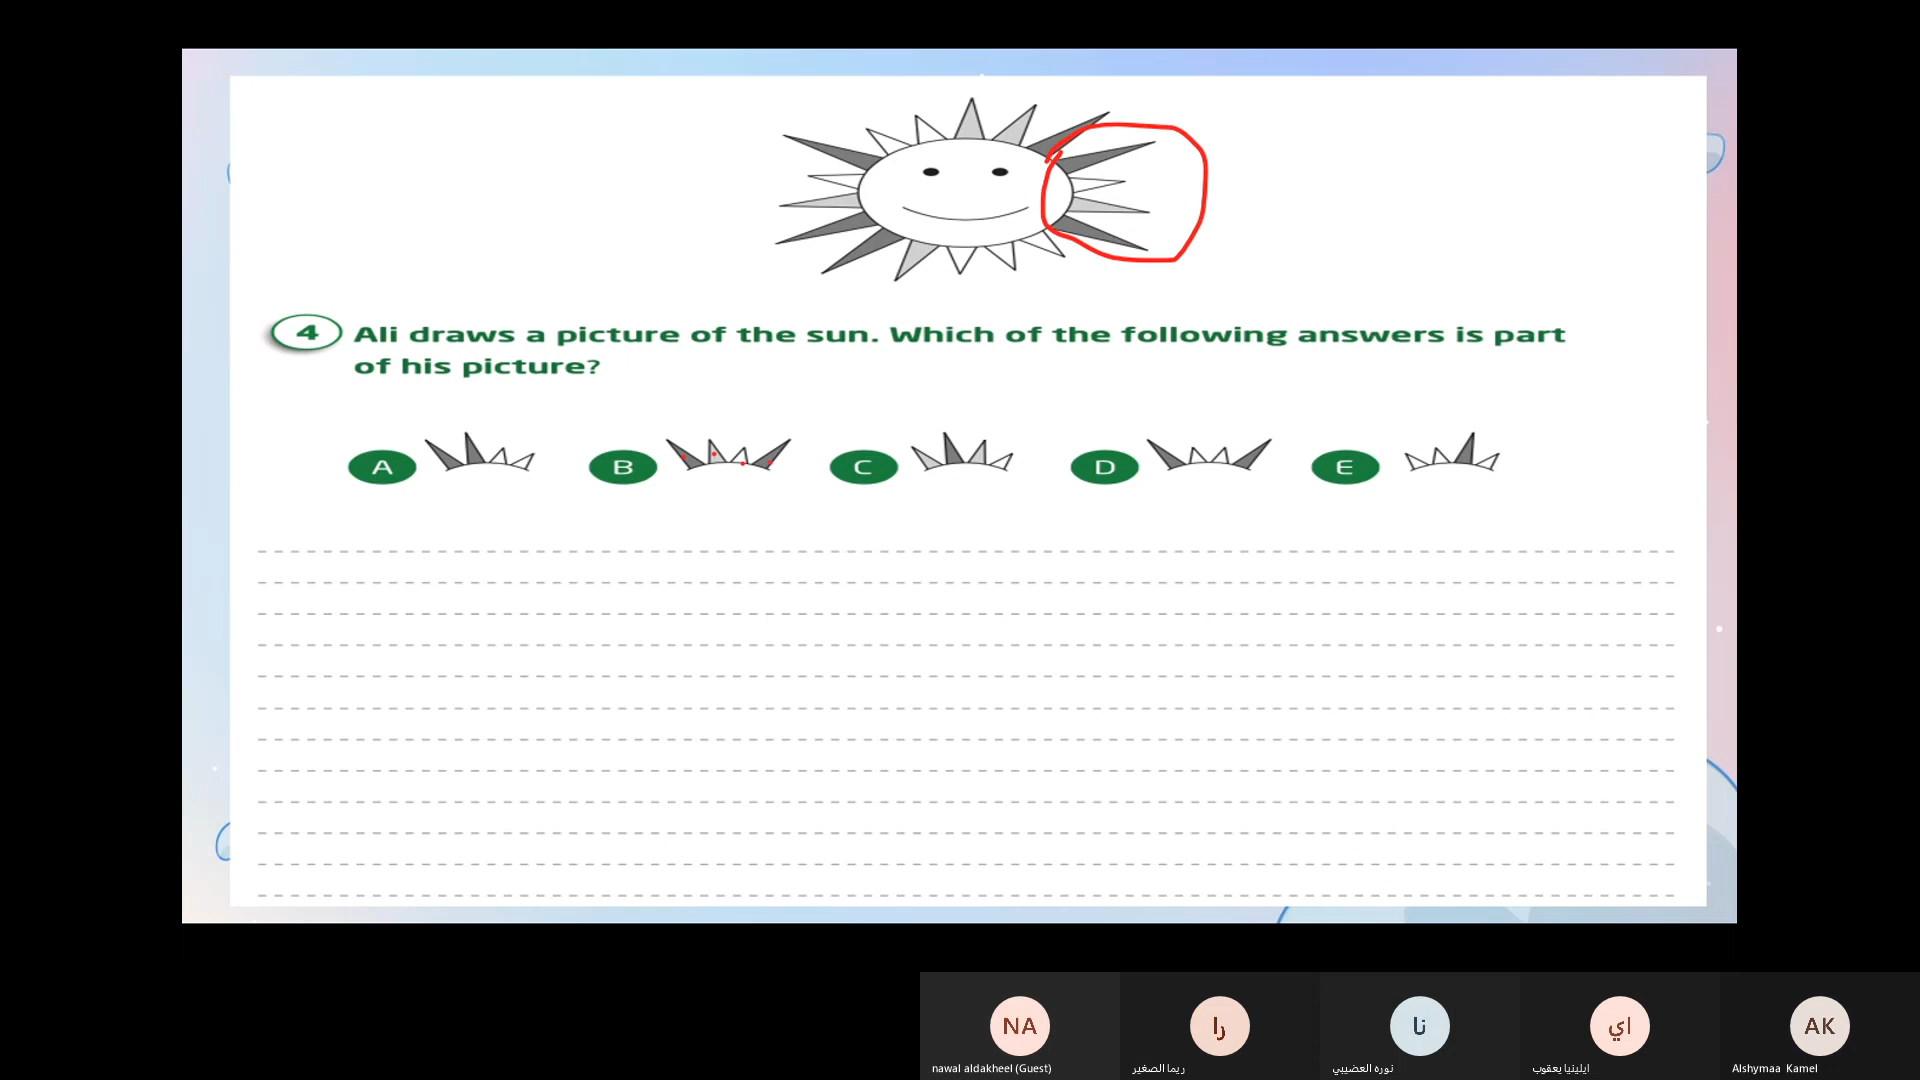 4 Ali draws a picture of the sun. Which of the following answers is part
of his picture?
A B C D E
NA را نا اي AK
nawal aldakheel (Guest) ريما الصغير نوره العضيبي ايلينيا يعقوب Alshymaa Kamel